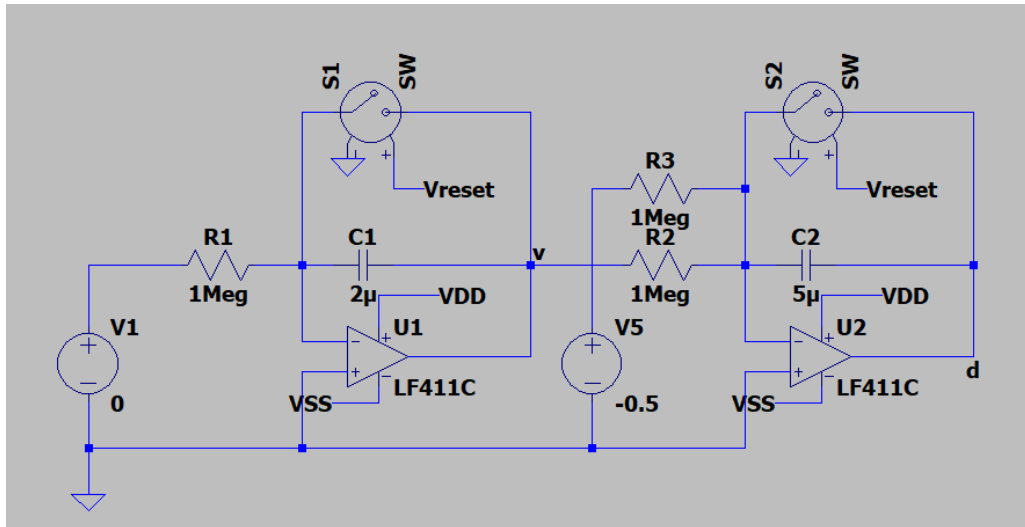 S1
SW
Vreset
R1
1Meg
C1
2µ
v
VDD
U1
LF411C
VSS
V1
0
R3
1Meg
R2
1Meg
V5
-0.5
S2
SW
Vreset
C2
5µ
VDD
U2
LF411C
VSS
d